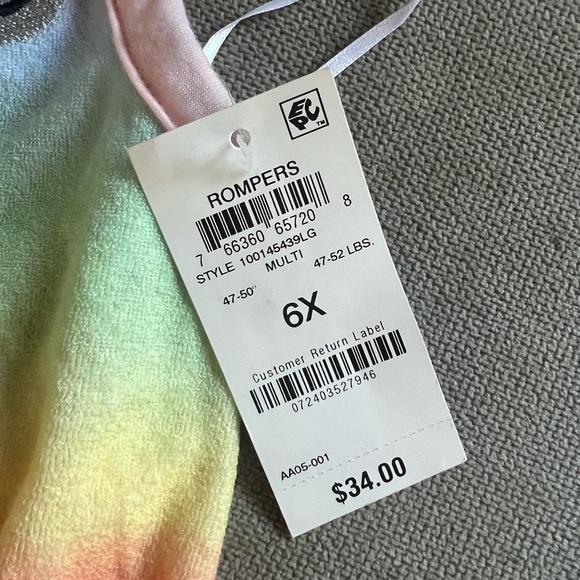 EPC™
ROMPERS
7 66360 65720 8
STYLE 100145439LG
MULTI
47-50" 47-52 LBS.
6X
Customer Return Label
072403527946
AA05-001
$34.00